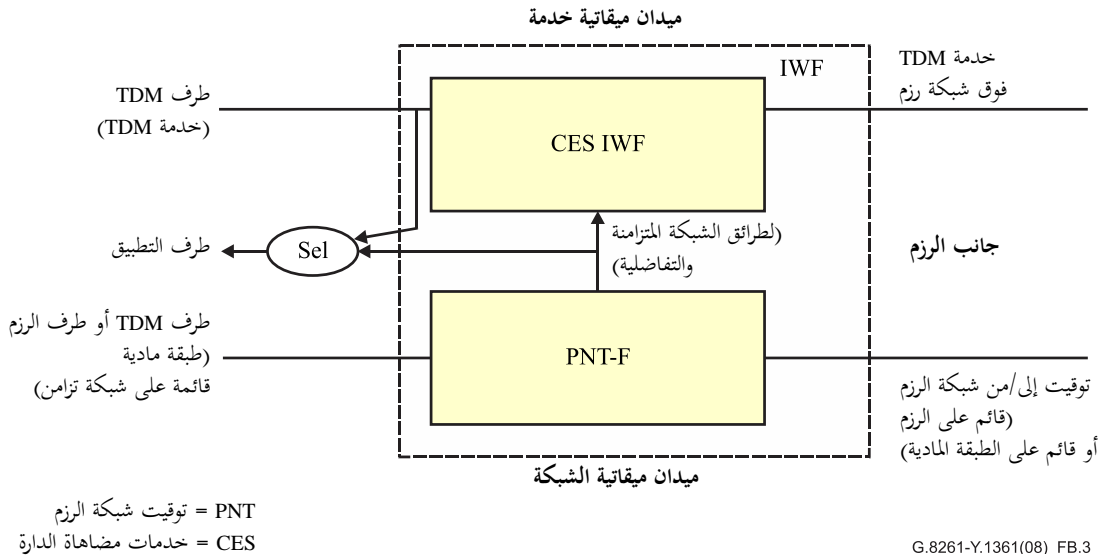 ميدان ميقاتية خدمة
IWF
خدمة TDM
فوق شبكة رزم
طرف TDM
(خدمة TDM)
CES IWF
(لطرائق الشبكة المتزامنة
والتفاضلية)
جانب الرزم
Sel
طرف التطبيق
طرف TDM أو طرف الرزم
(طبقة مادية
قائمة على شبكة تزامن)
PNT-F
توقيت إلى/من شبكة الرزم
(قائم على الرزم
أو قائم على الطبقة المادية)
ميدان ميقاتية الشبكة
PNT = توقيت شبكة الرزم
CES = خدمات مضاهاة الدارة
G.8261-Y.1361(08)_FB.3